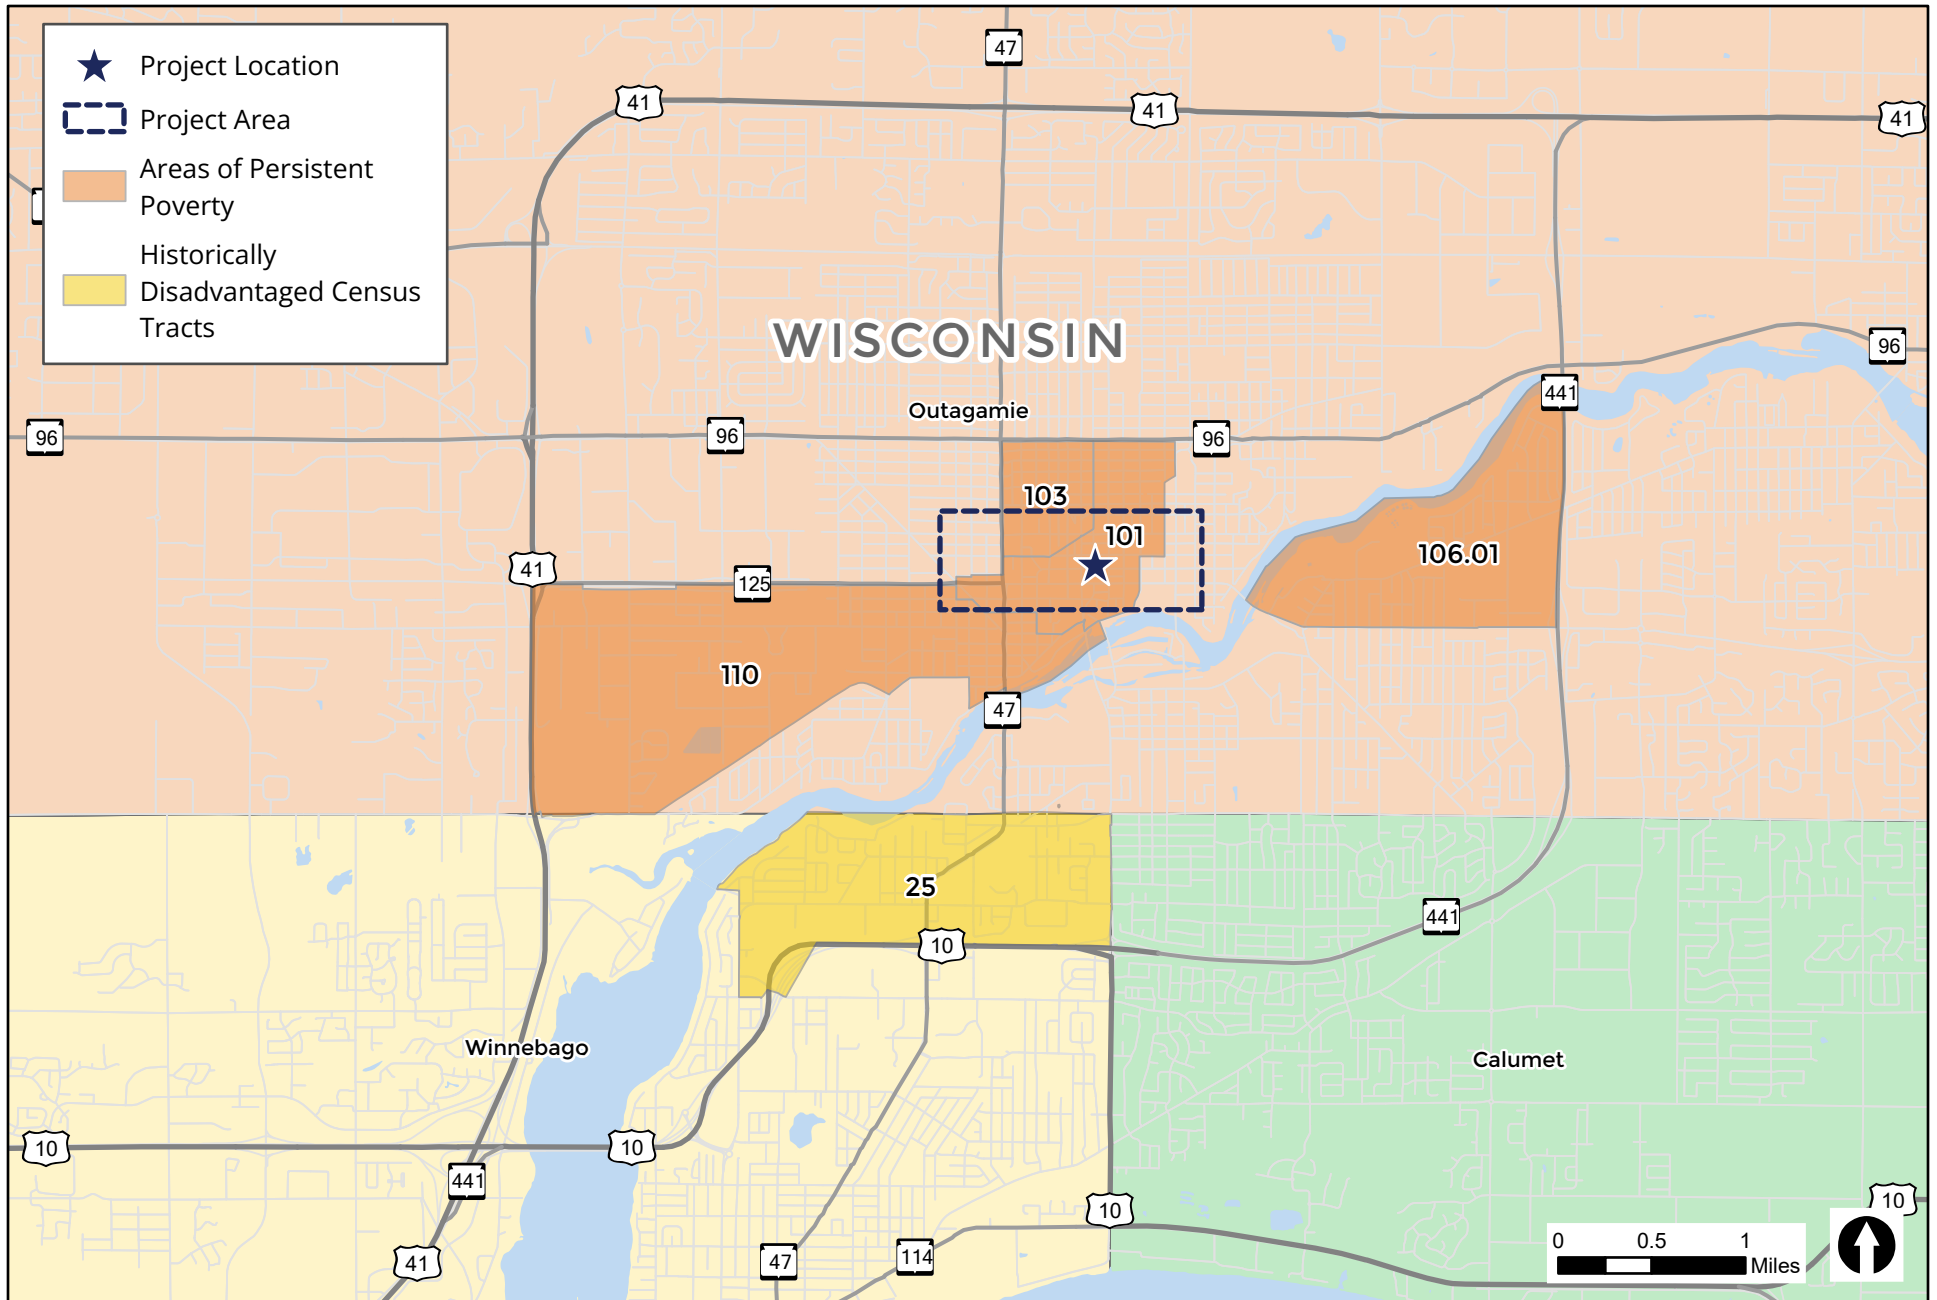 Project Location
Project Area
Areas of Persistent
Poverty
Historically
Disadvantaged Census
Tracts
47
41
41
41
WISCONSIN
96
Outagamie
441
96
96
96
103
101
106.01
41
125
110
47
25
441
10
Winnebago
Calumet
10
10
441
10
10
47
114
41
0 0.5 1
Miles